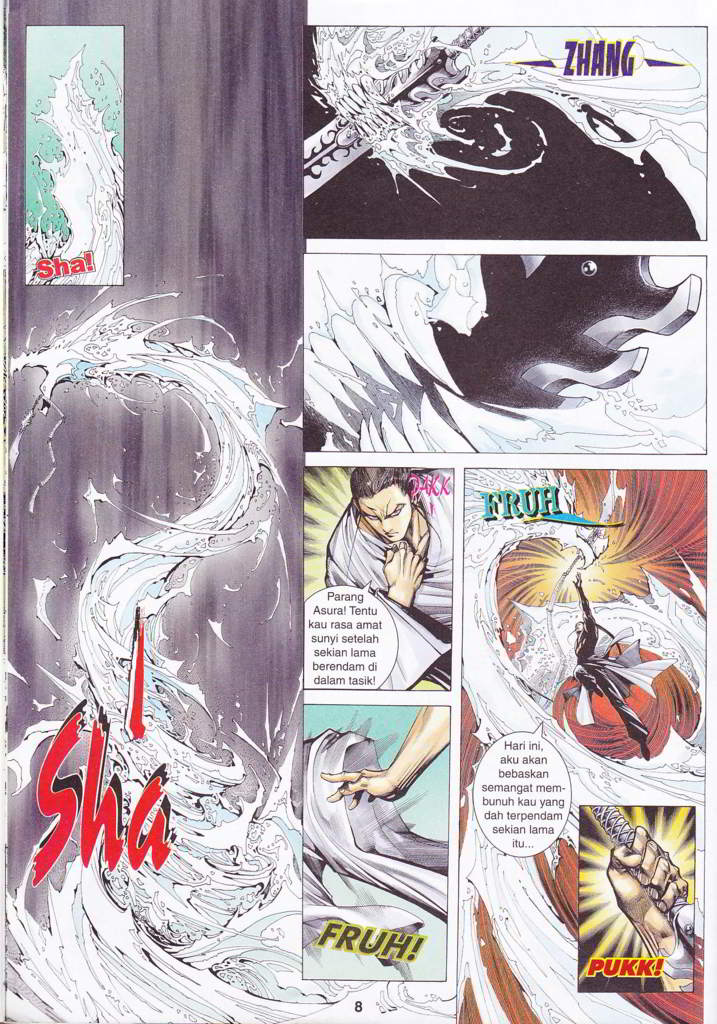 Sha!
Sha!
ZHANG
DAKK!
Parang
Asura! Tentu
kau rasa amat
sunyi setelah
sekian lama
berendam di
dalam tasik!
FRUH!
FRUH
Hari ini,
aku akan
bebaskan
semangat mem-
bunuh kau yang
dah terpendam
sekian lama
itu...
PUKK!
8